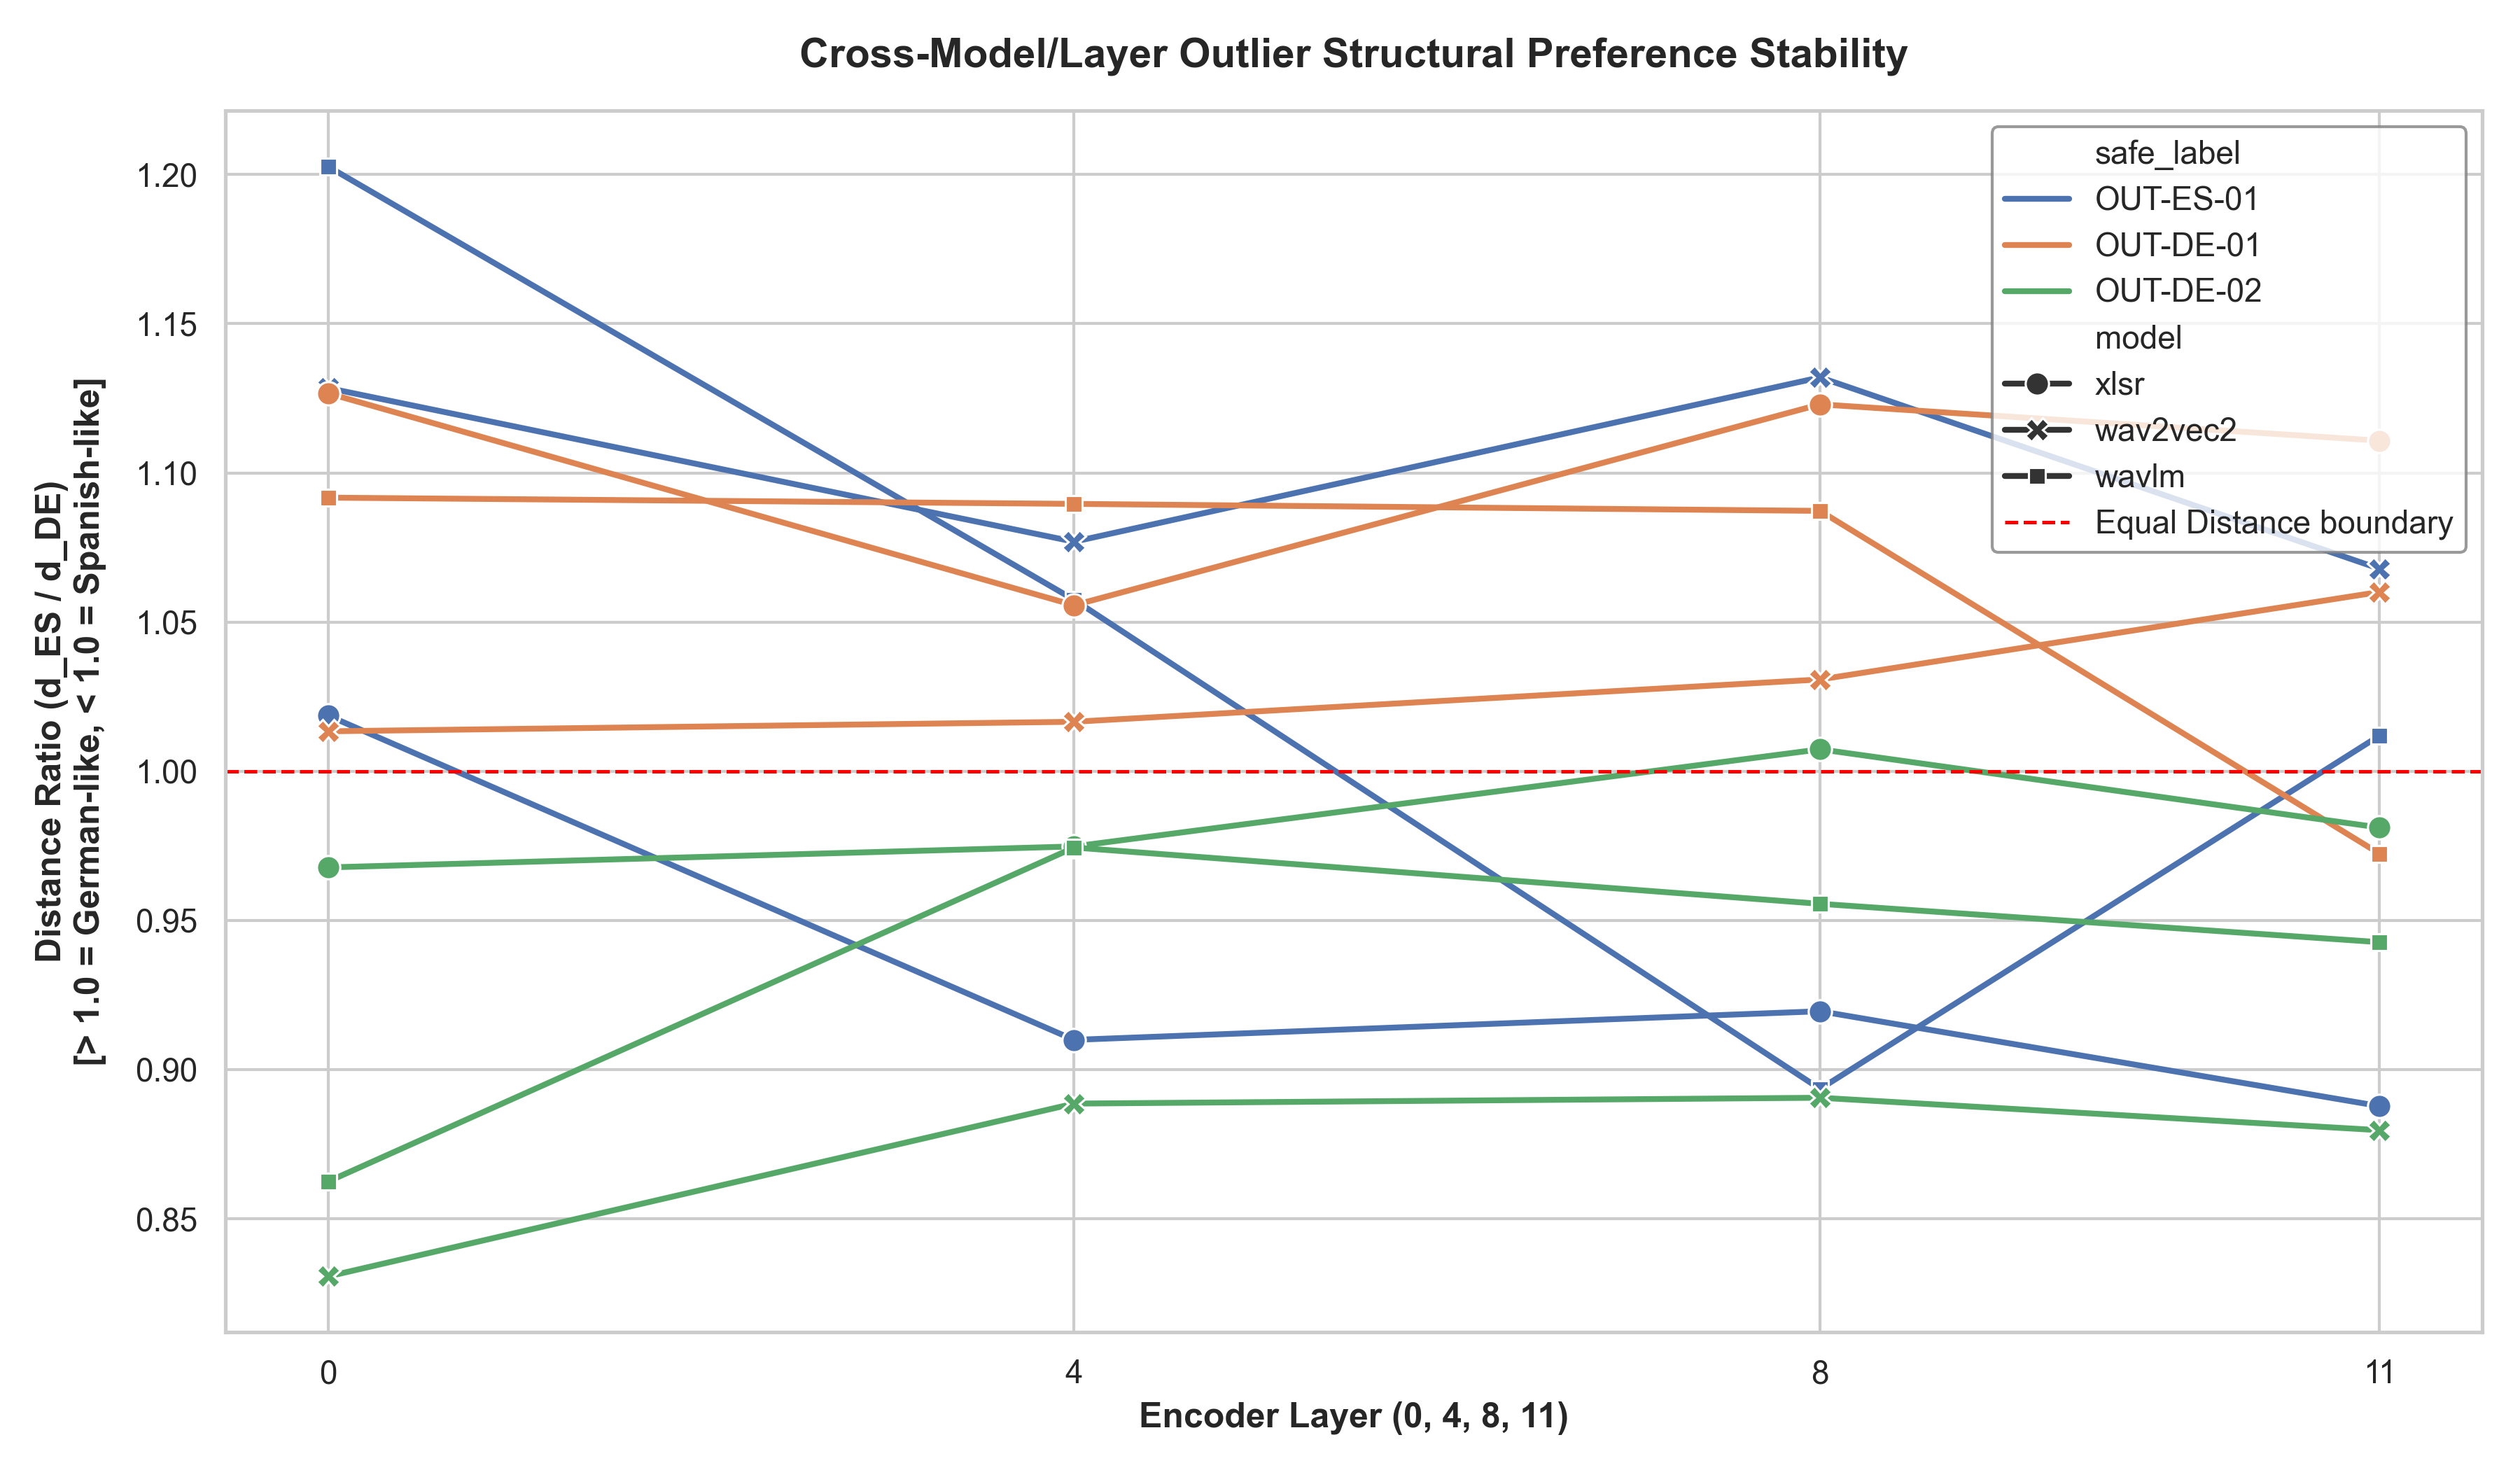 Cross-Model/Layer Outlier Structural Preference Stability
Distance Ratio (d_ES / d_DE)
[> 1.0 = German-like, < 1.0 = Spanish-like]
1.20
1.15
1.10
1.05
1.00
0.95
0.90
0.85
safe_label
OUT-ES-01
OUT-DE-01
OUT-DE-02
model
xlsr
wav2vec2
wavlm
Equal Distance boundary
0 4 8 11
Encoder Layer (0, 4, 8, 11)